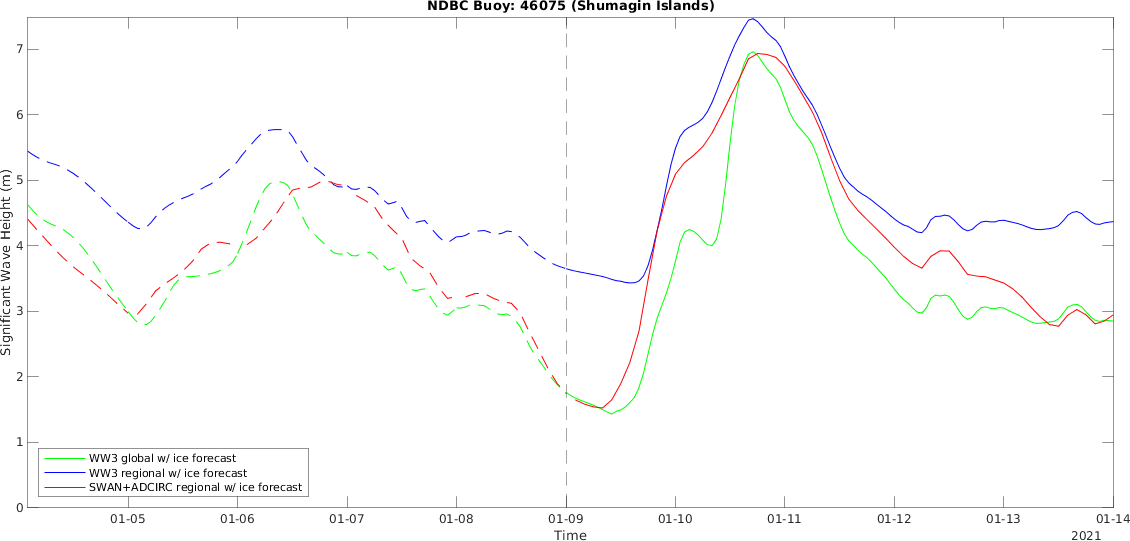 NDBC Buoy: 46075 (Shumagin Islands)
Significant Wave Height (m)
7
6
5
4
3
2
1
0
WW3 global w/ ice forecast
WW3 regional w/ ice forecast
SWAN+ADCIRC regional w/ ice forecast
01-05 01-06 01-07 01-08 01-09 01-10 01-11 01-12 01-13 01-14
Time
2021